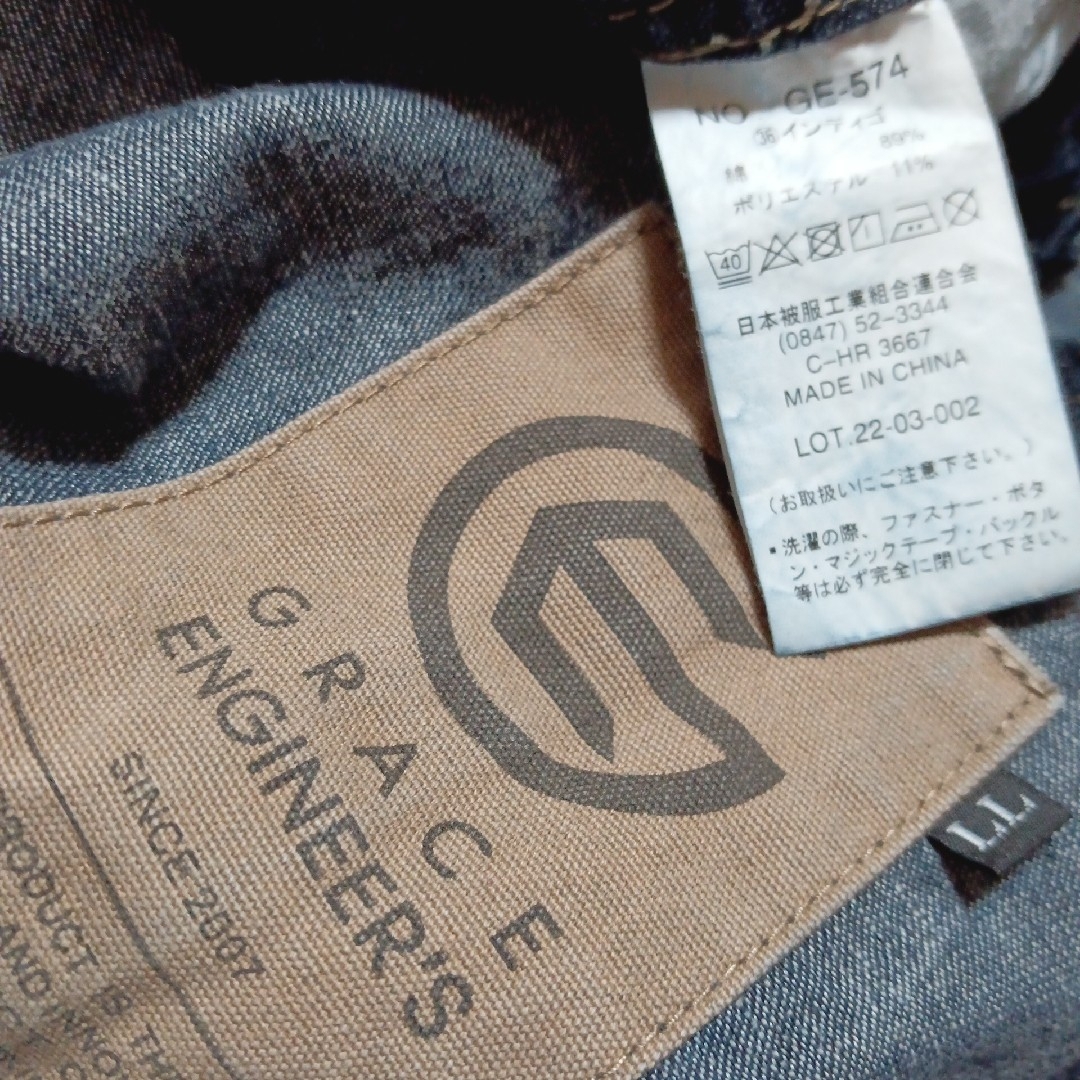 NO GE-574
36インディゴ
綿 89%
ポリエステル 11%
40
日本被服工業組合連合会
(0847) 52-3344
C-HR 3667
MADE IN CHINA
LOT.22-03-002
(お取扱いにご注意下さい。)
▪洗濯の際、ファスナー・ボタ
ン・マジックテープ・バックル
等は必ず完全に閉じて下さい。
GRACE
ENGINEER'S
SINCE 2007
PRODUCT IS
AND
LL